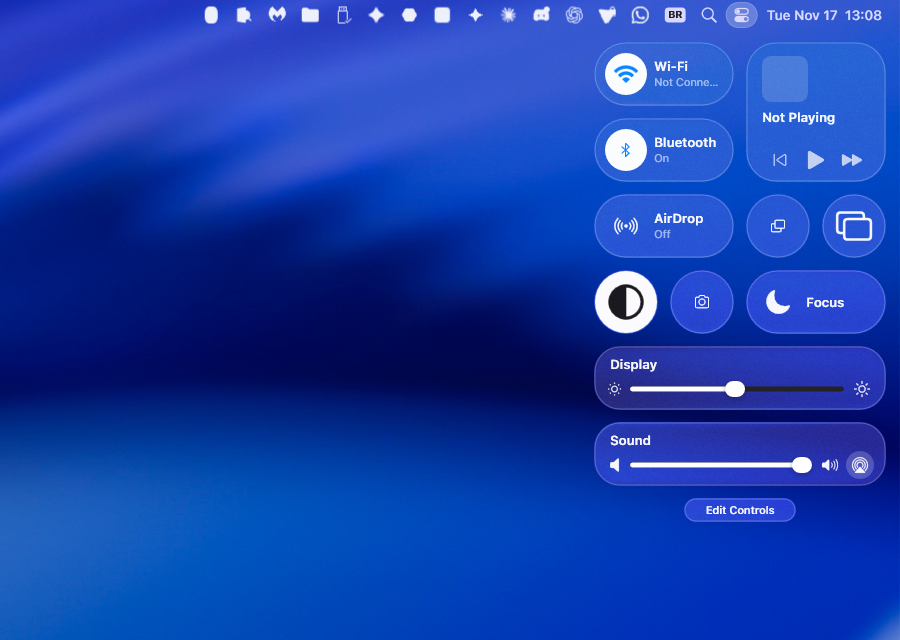 BR
Tue Nov 17 13:08
Wi-Fi
Not Conne...
Not Playing
Bluetooth
On
AirDrop
Off
Focus
Display
Sound
Edit Controls